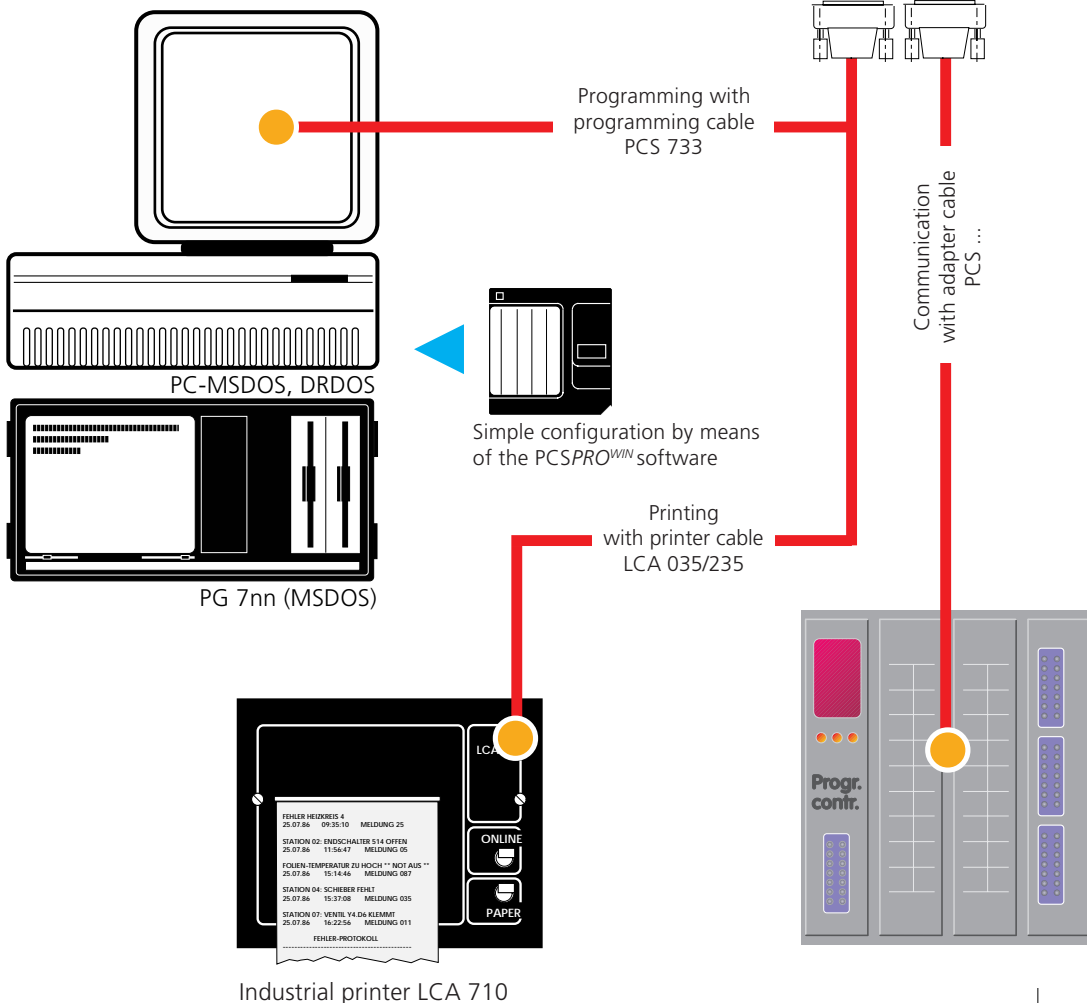 Programming with
programming cable
PCS 733
Communication
with adapter cable
PCS ...
PC-MSDOS, DRDOS
Simple configuration by means
of the PCSPROWIN software
PG 7nn (MSDOS)
Printing
with printer cable
LCA 035/235
LCA
ONLINE
PAPER
FEHLER HEIZKREIS 4
25.07.86 09:35:10 MELDUNG 25
STATION 02: ENDSCHALTER 514 OFFEN
25.07.86 11:56:47 MELDUNG 05
FOLIEN-TEMPERATUR ZU HOCH ** NOT AUS **
25.07.86 15:14:46 MELDUNG 087
STATION 04: SCHIEBER FEHLT
25.07.86 15:37:08 MELDUNG 035
STATION 07: VENTIL Y4.D6 KLEMMT
25.07.86 16:22:56 MELDUNG 011
FEHLER-PROTOKOLL
------------------------------------------------
Progr.
contr.
Industrial printer LCA 710